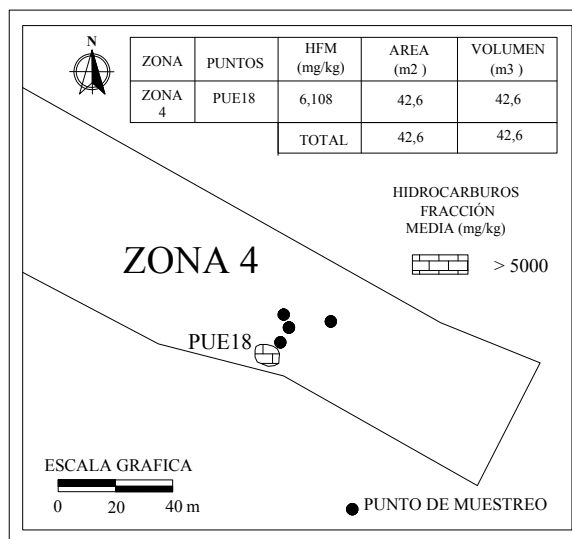 N
ZONA PUNTOS HFM (mg/kg) AREA (m2 ) VOLUMEN (m3 )
ZONA 4 PUE18 6,108 42,6 42,6
TOTAL 42,6 42,6
HIDROCARBUROS
FRACCIÓN
MEDIA (mg/kg)
> 5000
ZONA 4
PUE18
ESCALA GRAFICA
0 20 40 m
PUNTO DE MUESTREO